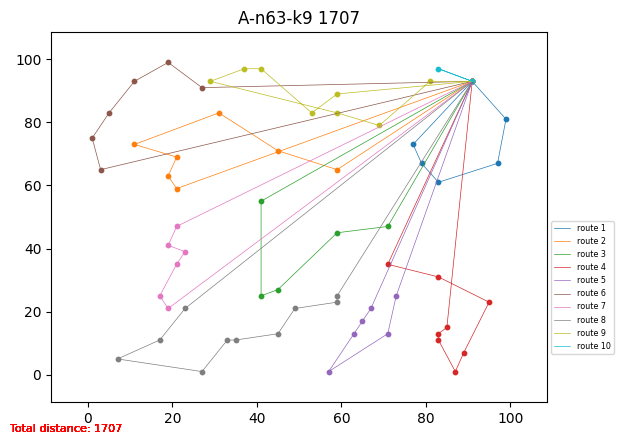 A-n63-k9 1707
100
80
60
40
20
0
0 20 40 60 80 100
route 1
route 2
route 3
route 4
route 5
route 6
route 7
route 8
route 9
route 10
Total distance: 1707